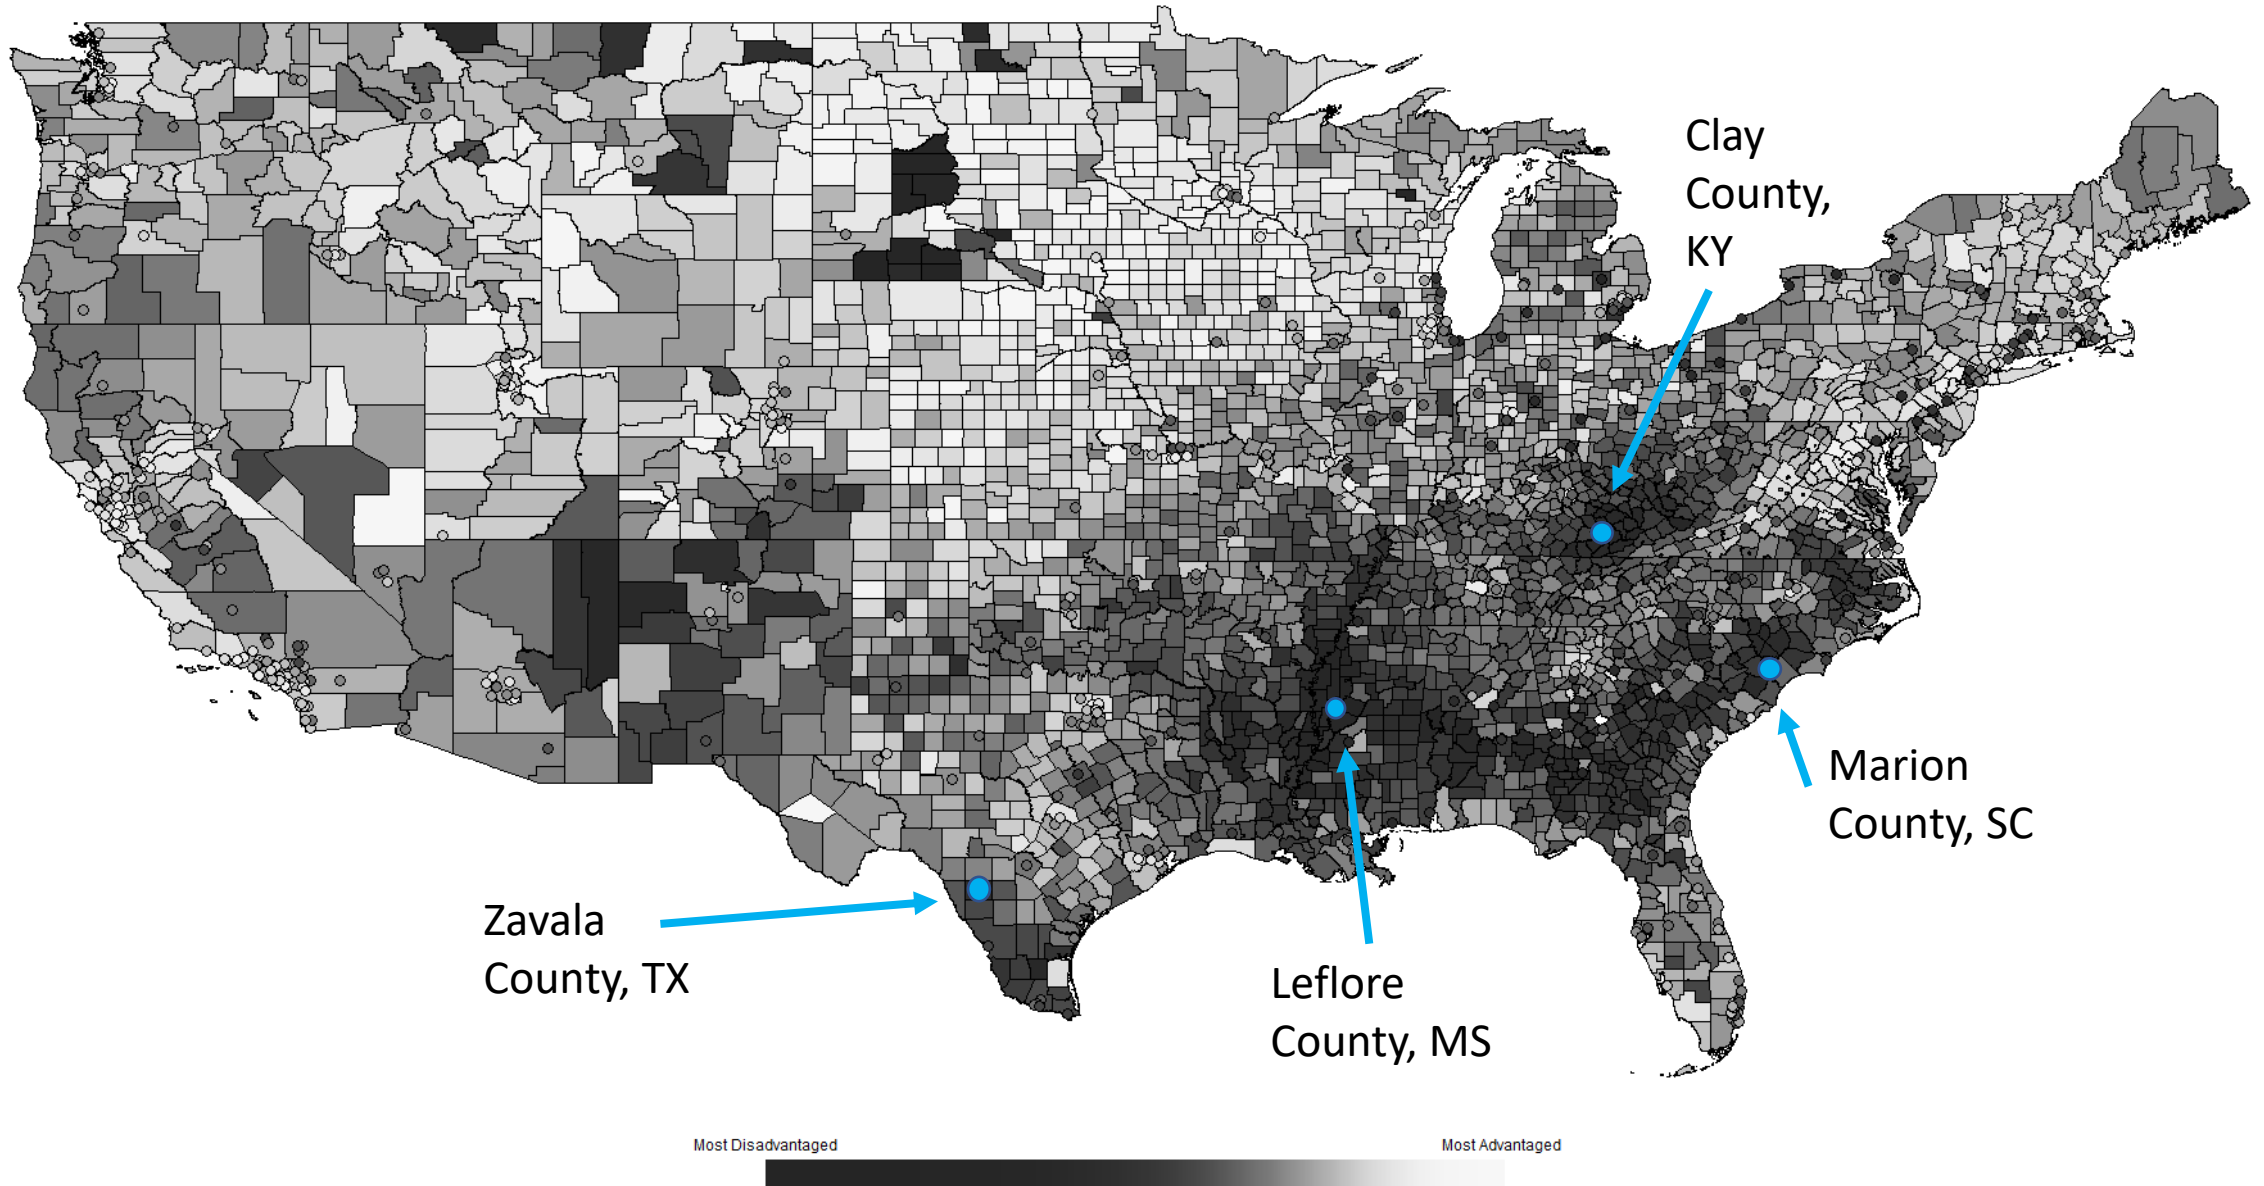 Clay
County,
KY
Marion
County, SC
Zavala
County, TX
Leflore
County, MS
Most Disadvantaged
Most Advantaged